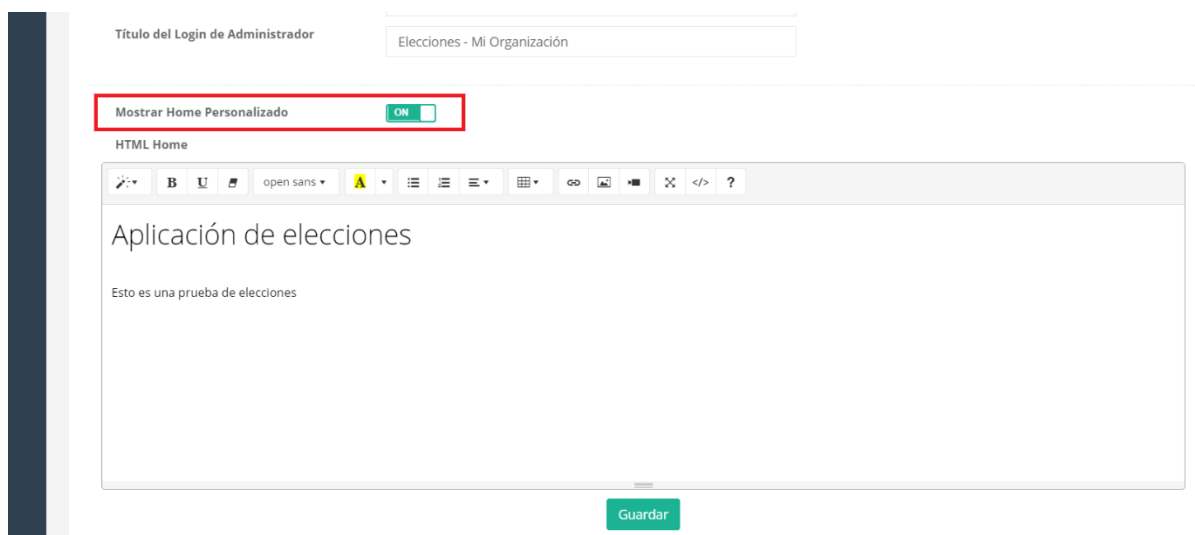 Título del Login de Administrador
Elecciones - Mi Organización
Mostrar Home Personalizado
ON
HTML Home
B U open sans A </> ?
Aplicación de elecciones
Esto es una prueba de elecciones
Guardar